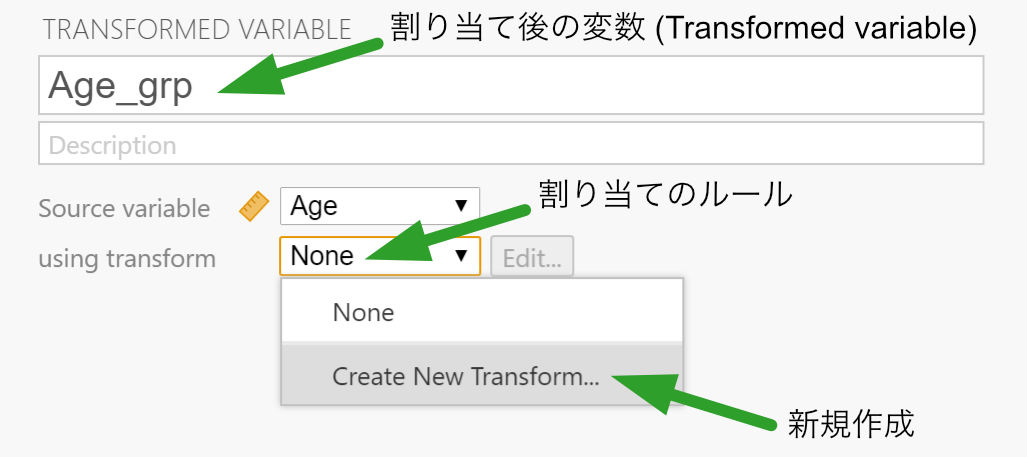 TRANSFORMED VARIABLE 割り当て後の変数 (Transformed variable)
Age_grp
Description
割り当てのルール
Source variable Age
using transform None Edit...
None
Create New Transform...
新規作成